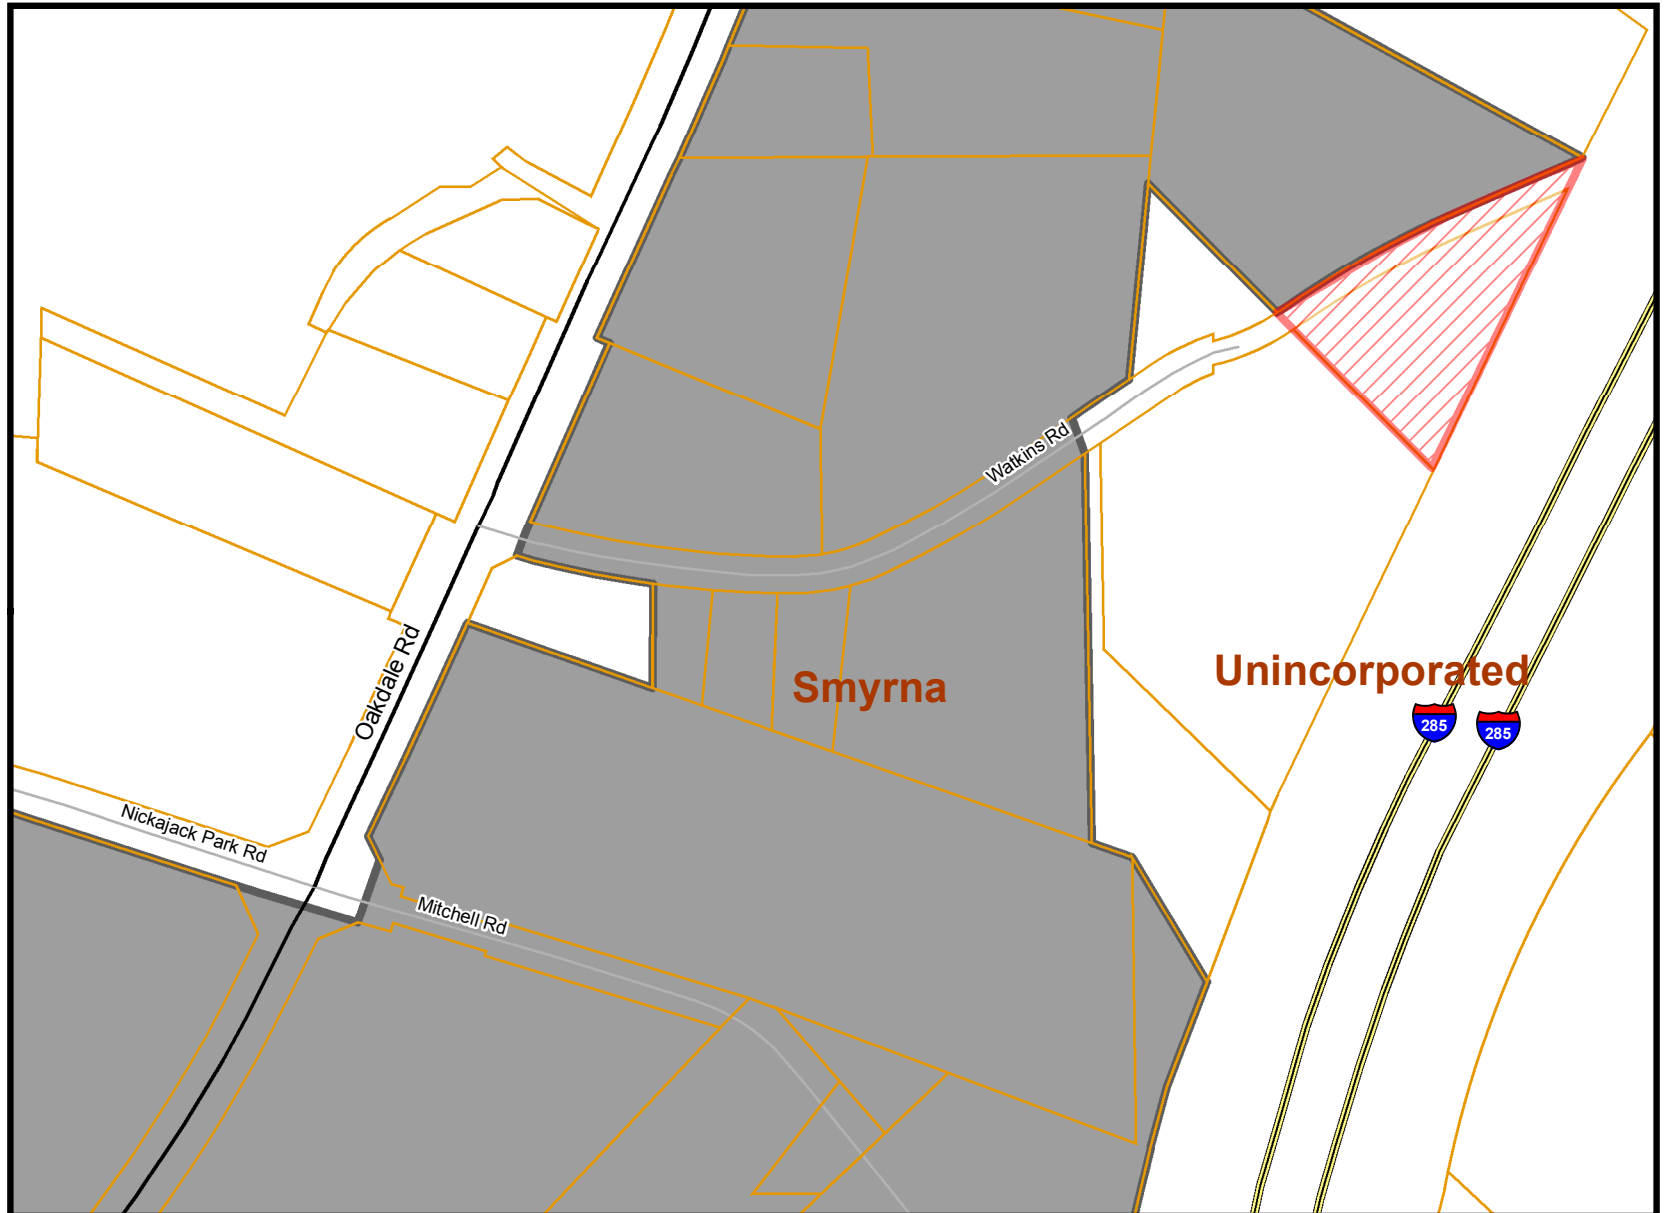 Watkins Rd
Oakdale Rd
Smyrna
Unincorporated
285
285
Nickajack Park Rd
Mitchell Rd